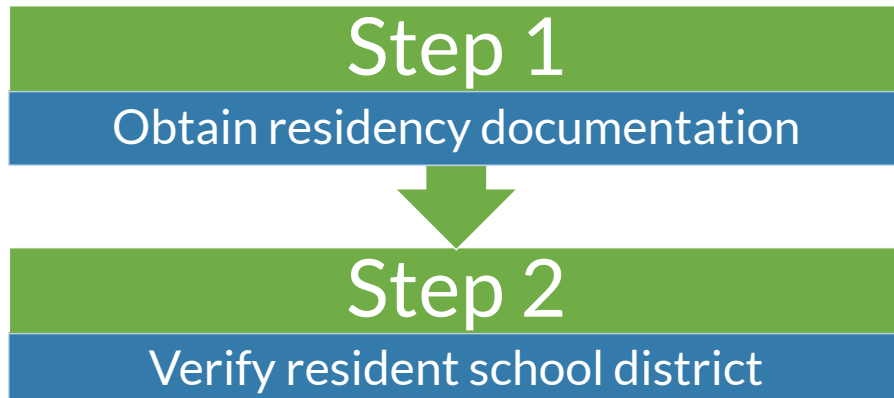 Step 1
Obtain residency documentation
Step 2
Verify resident school district